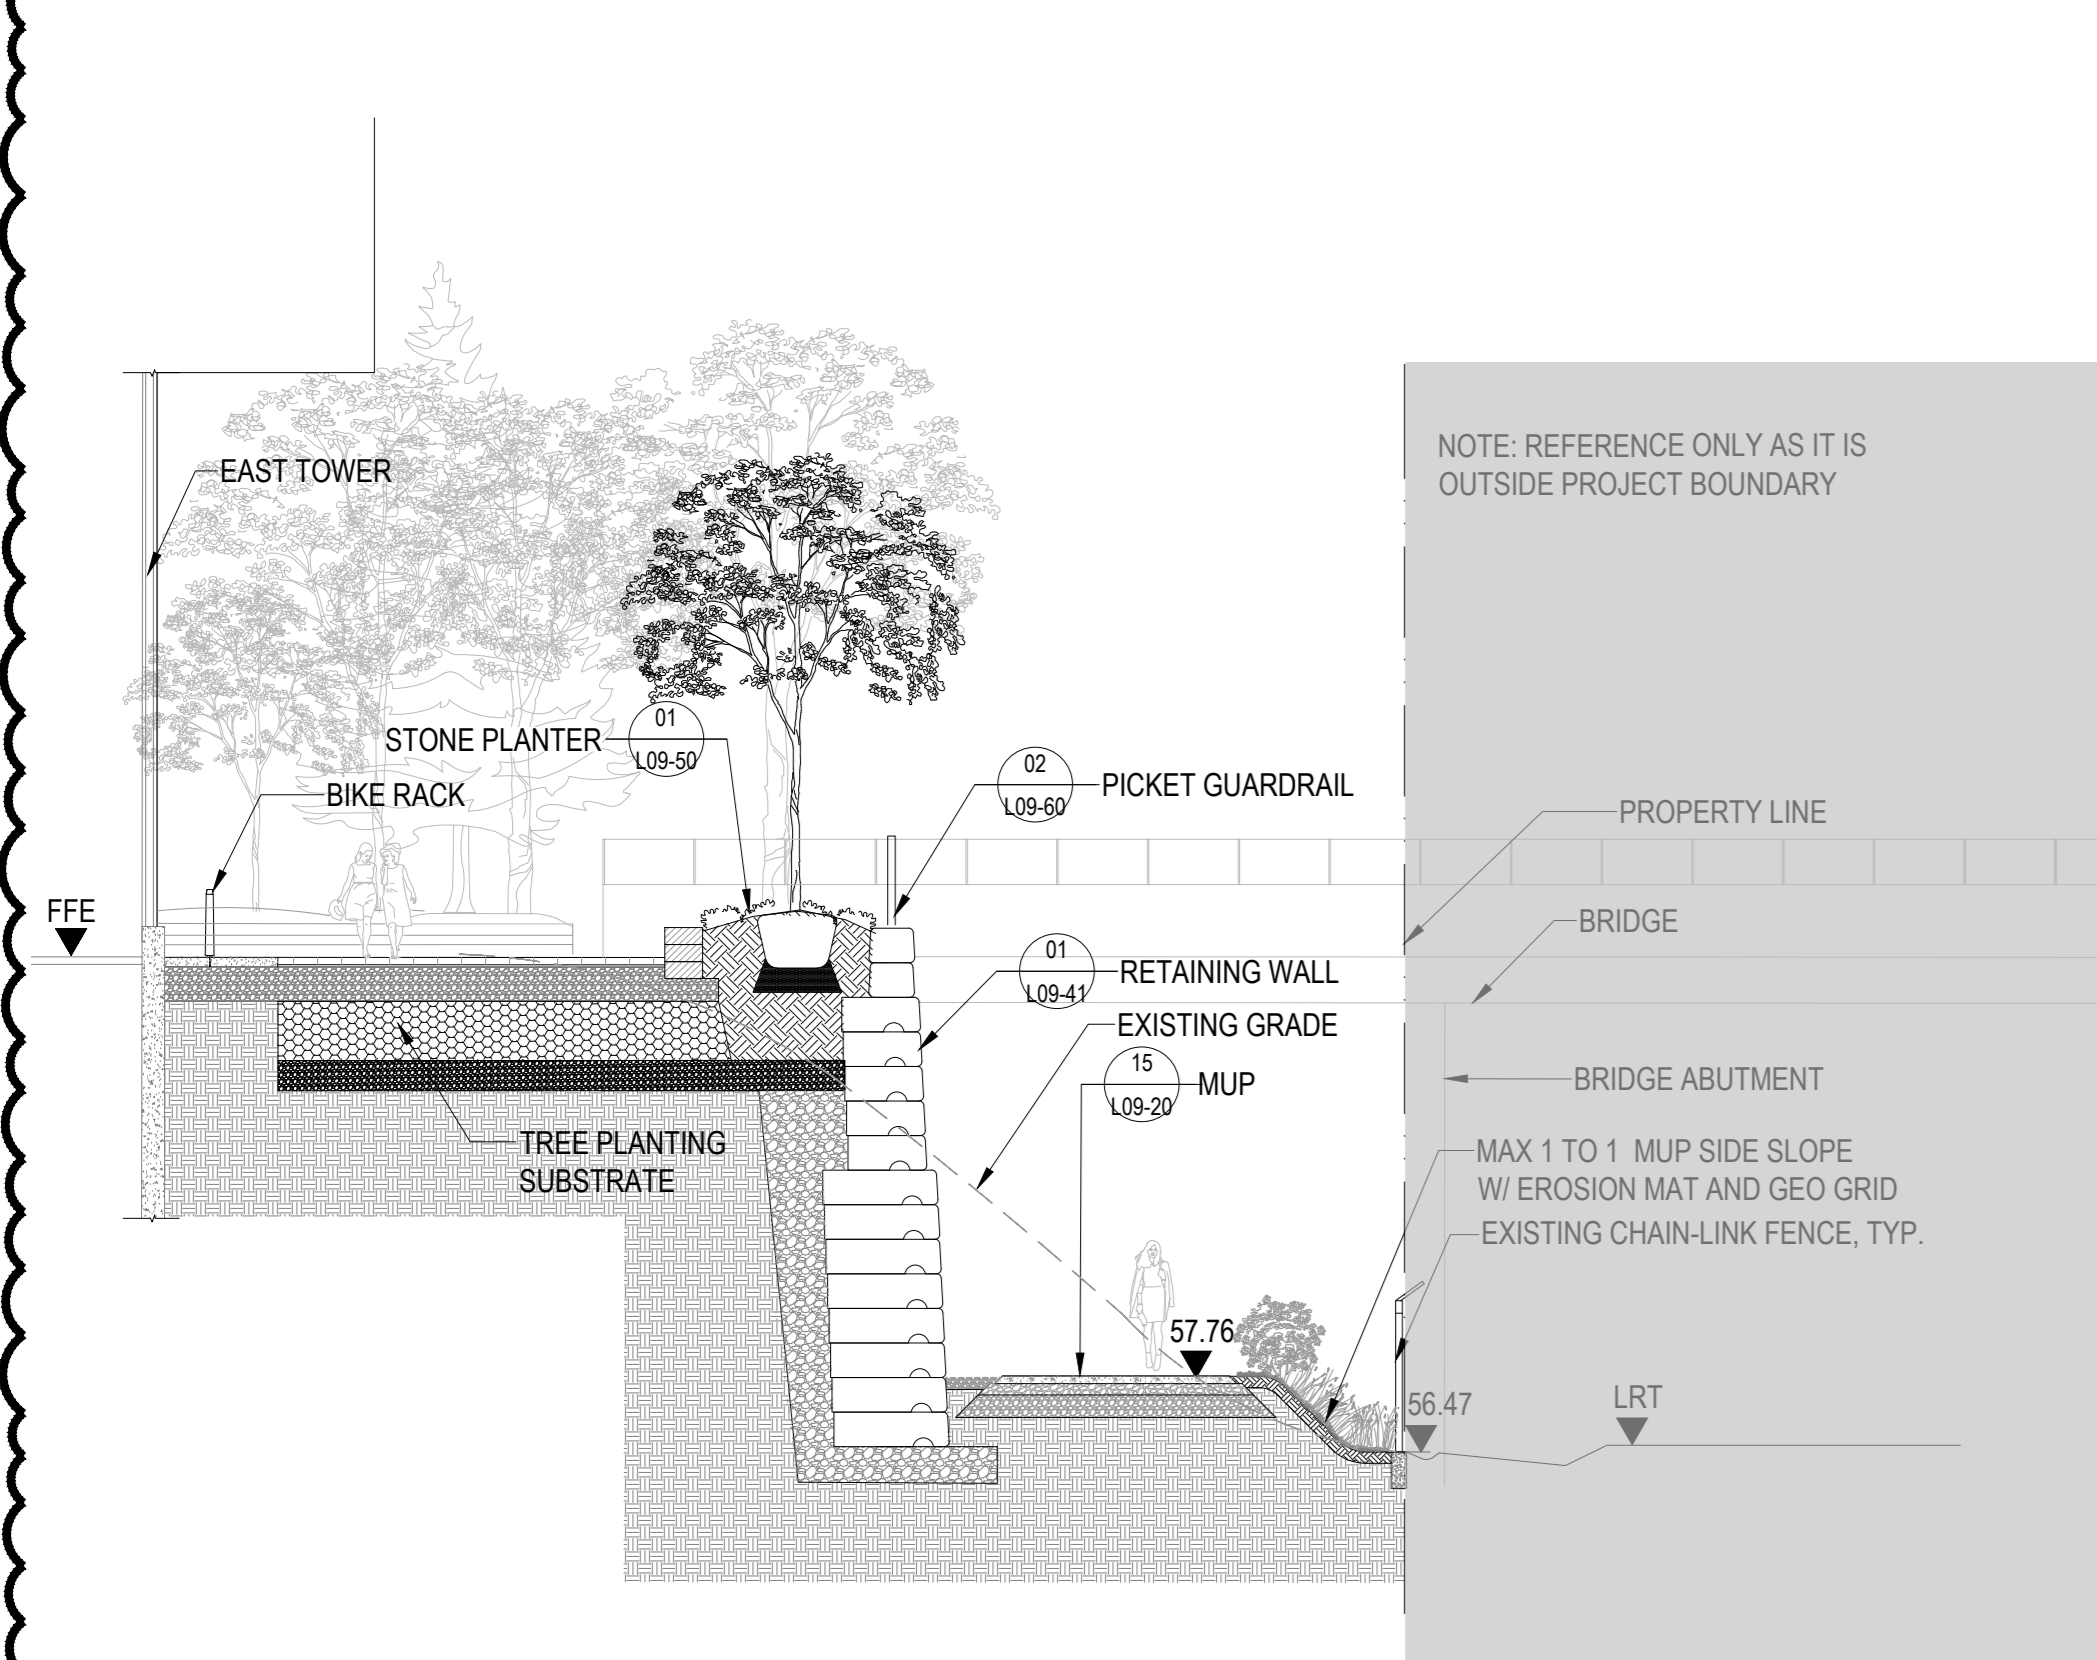 NOTE: REFERENCE ONLY AS IT IS
OUTSIDE PROJECT BOUNDARY
EAST TOWER
01
STONE PLANTER
L09-50
02
PICKET GUARDRAIL
L09-60
BIKE RACK
PROPERTY LINE
FFE
BRIDGE
01
RETAINING WALL
L09-41
EXISTING GRADE
15
MUP
L09-20
BRIDGE ABUTMENT
TREE PLANTING
SUBSTRATE
MAX 1 TO 1 MUP SIDE SLOPE
W/ EROSION MAT AND GEO GRID
EXISTING CHAIN-LINK FENCE, TYP.
57.76
56.47
LRT